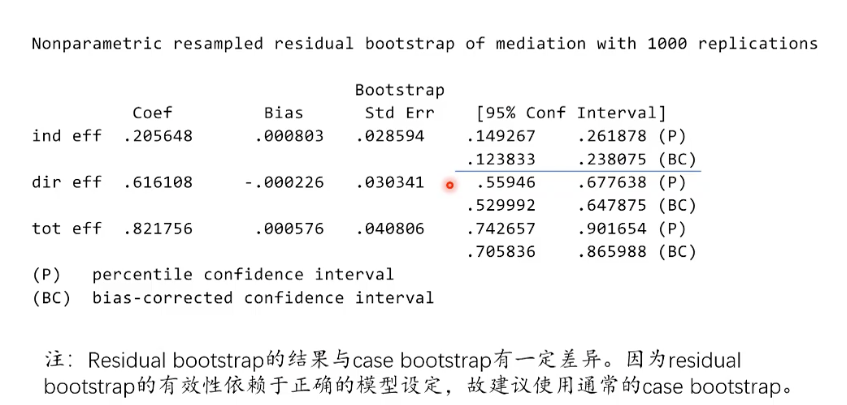 Nonparametric resampled residual bootstrap of mediation with 1000 replications
Bootstrap
Coef Bias Std Err [95% Conf Interval]
ind eff .205648 .000803 .028594 .149267 .261878 (P)
.123833 .238075 (BC)
dir eff .616108 -.000226 .030341 .55946 .677638 (P)
.529992 .647875 (BC)
tot eff .821756 .000576 .040806 .742657 .901654 (P)
.705836 .865988 (BC)
(P) percentile confidence interval
(BC) bias-corrected confidence interval
注：Residual bootstrap的结果与case bootstrap有一定差异。因为residual
bootstrap的有效性依赖于正确的模型设定，故建议使用通常的case bootstrap。